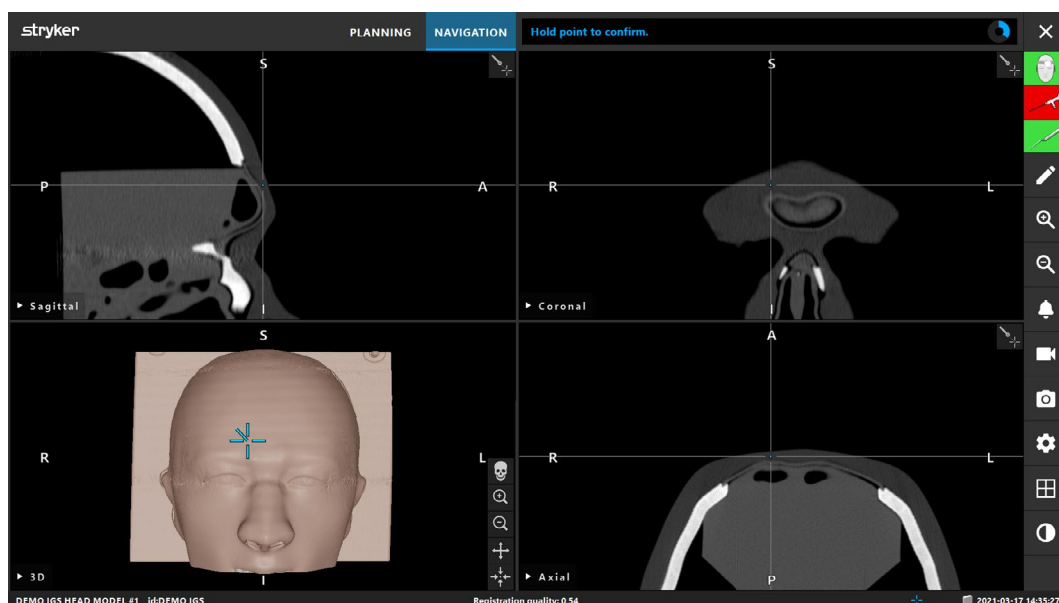 stryker PLANNING NAVIGATION Hold point to confirm.
S
P A
I
Sagittal
S
R L
I
Coronal
S
R L
I
3D
A
R L
P
Axial
DEMO IGS HEAD MODEL #1 id:DEMO IGS Registration quality: 0.54 2021-03-17 14:35:27